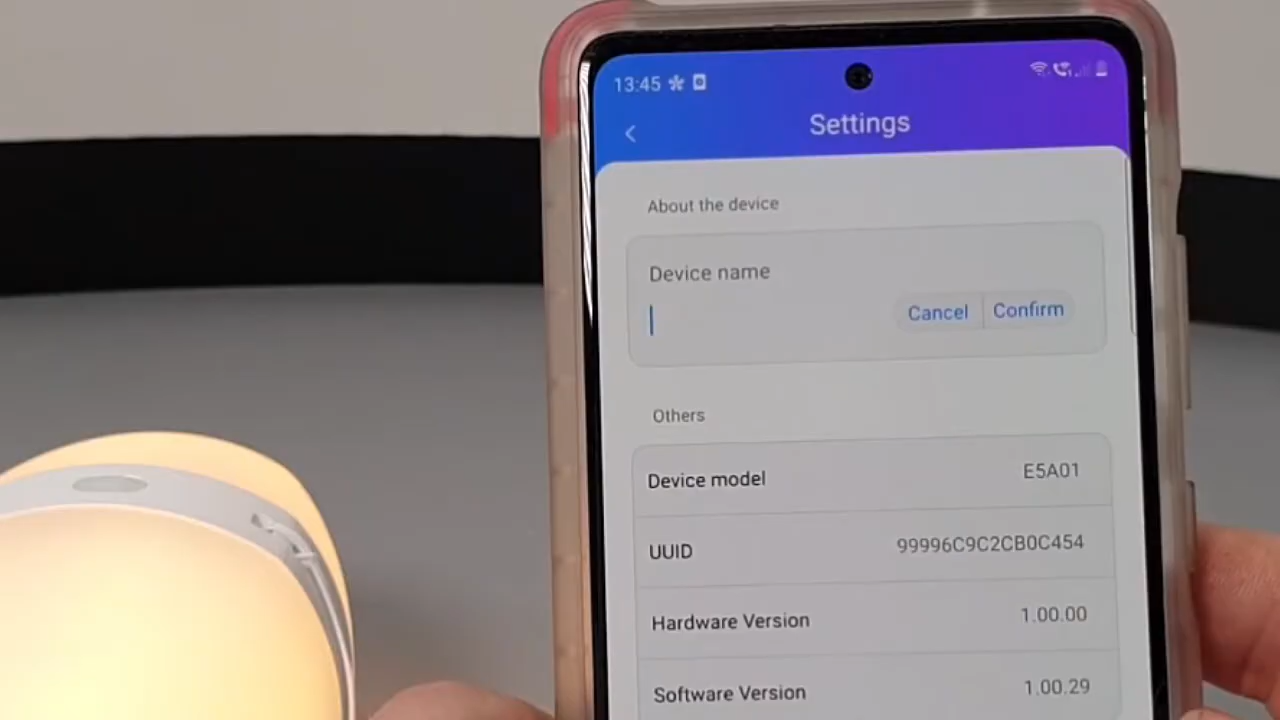 13:45
Settings
About the device
Device name
Cancel Confirm
Others
Device model E5A01
UUID 99996C9C2CB0C454
Hardware Version 1.00.00
Software Version 1.00.29